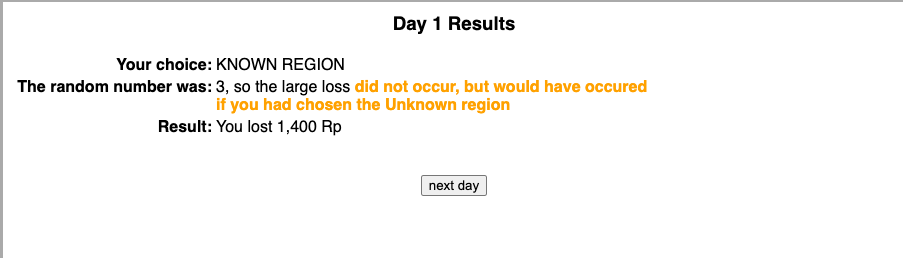 Day 1 Results
Your choice: KNOWN REGION
The random number was: 3, so the large loss did not occur, but would have occured
if you had chosen the Unknown region
Result: You lost 1,400 Rp
next day